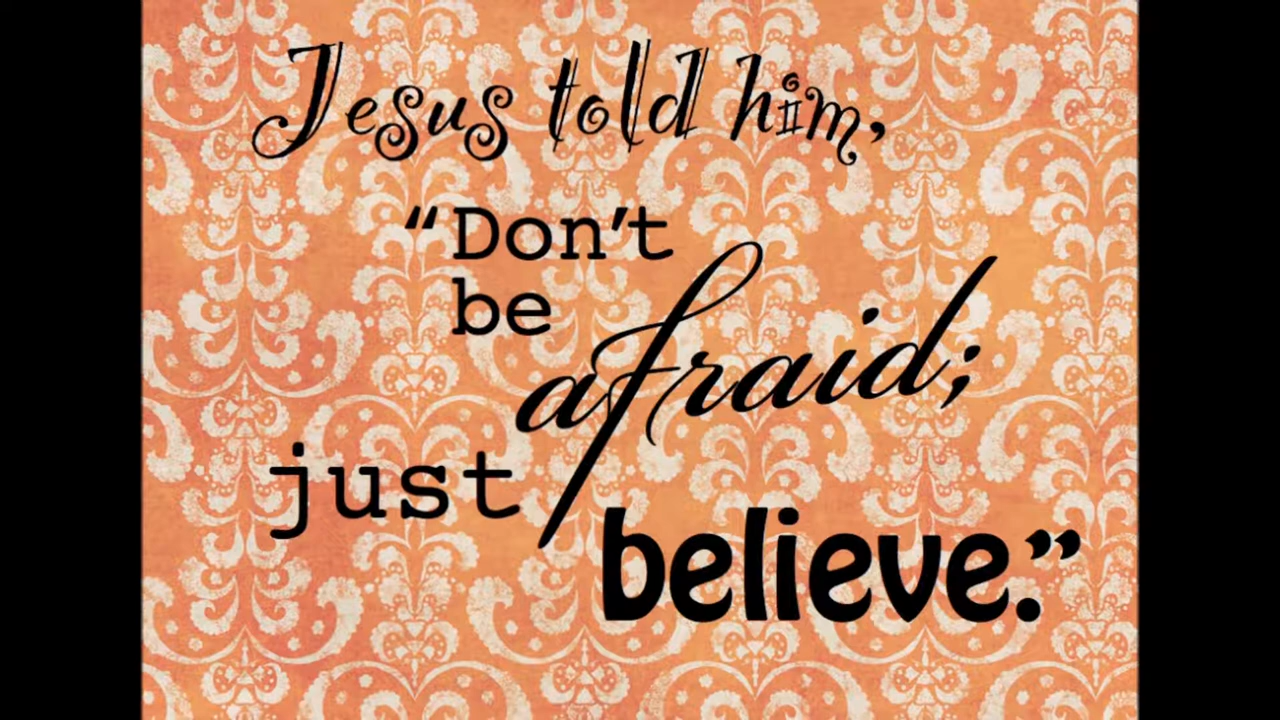 Jesus told him,
“Don’t
be
afraid;
just
believe.”